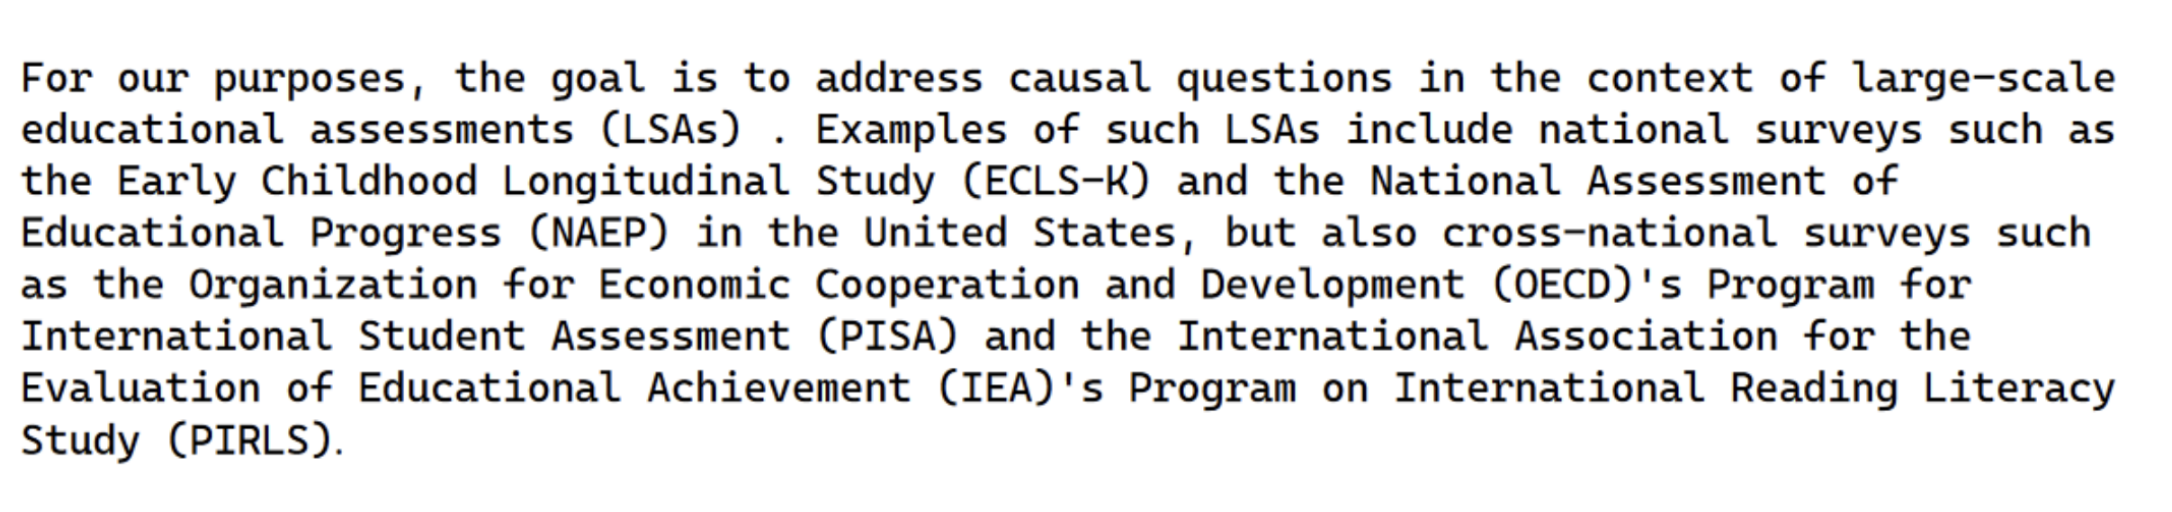 For our purposes, the goal is to address causal questions in the context of large-scale
educational assessments (LSAs) . Examples of such LSAs include national surveys such as
the Early Childhood Longitudinal Study (ECLS-K) and the National Assessment of
Educational Progress (NAEP) in the United States, but also cross-national surveys such
as the Organization for Economic Cooperation and Development (OECD)'s Program for
International Student Assessment (PISA) and the International Association for the
Evaluation of Educational Achievement (IEA)'s Program on International Reading Literacy
Study (PIRLS).